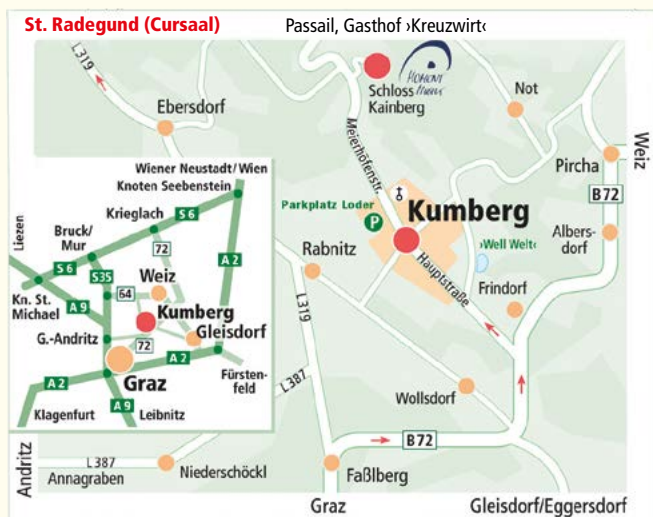 St. Radegund (Cursaal)
Passail, Gasthof ›Kreuzwirt‹
L319
Ebersdorf
HOHONT
Schloss
Kainberg
Not
Meierhöfenstr.
Weiz
Pircha
B72
Parkplatz Loder
P
Kumberg
Albers-
dorf
›Well Welt‹
Rabnitz
Hauptstraße
Frindorf
L319
L387
Wollsdorf
B72
Andritz
L387
Annagraben
Niederschöckl
Faßlberg
Graz
Gleisdorf/Eggersdorf
Wiener Neustadt/Wien
Knoten Seebenstein
Krieglach
S6
Liezen
Bruck/
Mur
72
S6
S35
A2
Weiz
64
Kn. St.
Michael
A9
Kumberg
G.-Andritz
Gleisdorf
72
A2
Graz
A2
Fürsten-
feld
A9
Klagenfurt
Leibnitz